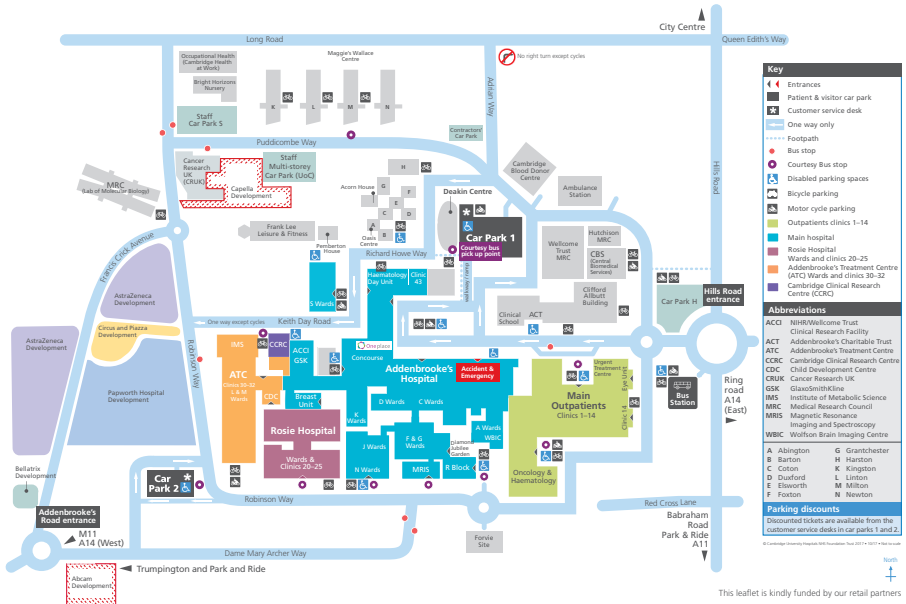 City Centre
Long Road
Queen Edith's Way
No right turn except cycles
Occupational Health
(Cambridge Health
at Work)
Bright Horizons
Nursery
Maggie's Wallace
Centre
K
L
M
N
Adrian Way
Staff
Car Park S
Puddicombe Way
Contractors'
Car Park
MRC
(Lab of Molecular Biology)
Cancer
Research
UK
(CRUK)
Staff
Multi-storey
Car Park (UoC)
Capella
Development
H
G
F
E
C
D
A
B
Acorn House
Oasis
Centre
Deakin Centre
Cambridge
Blood Donor
Centre
Ambulance
Station
Hills Road
Frank Lee
Leisure & Fitness
Pemberton
House
Car Park 1
Courtesy bus
pick up point
Richard Howe Way
Wellcome
Trust
MRC
Hutchison
MRC
CBS
(Central
Biomedical
Services)
Clifford
Allbutt
Building
Clinical
School
ACT
Car Park H
Hills Road
entrance
Francis Crick Avenue
AstraZeneca
Development
AstraZeneca
Development
Circus and Piazza
Development
Papworth Hospital
Development
Robinson Way
S Wards
Haematology
Day Unit
Clinic
43
One way except cycles
Keith Day Road
IMS
CCRC
ACCI
GSK
One place
Concourse
ATC
Clinics 30–32
L & M
Wards
CDC
Breast
Unit
Addenbrooke's
Hospital
Accident &
Emergency
Urgent
Treatment
Centre
Eye Unit
Main
Outpatients
Clinics 1–14
Clinic 14
Bus
Station
Ring
road
A14
(East)
Rosie Hospital
Wards &
Clinics 20–25
K
Wards
D Wards
C Wards
J Wards
F & G
Wards
A Wards
WBIC
Diamond
Jubilee
Garden
N Wards
MRIS
R Block
Oncology &
Haematology
Bellatrix
Development
Car
Park 2
Robinson Way
Red Cross Lane
Addenbrooke's
Road entrance
M11
A14 (West)
Dame Mary Archer Way
Forvie
Site
Babraham
Road
Park & Ride
A11
Abcam
Development
Trumpington and Park and Ride
Key
Entrances
Patient & visitor car park
Customer service desk
One way only
Footpath
Bus stop
Courtesy Bus stop
Disabled parking spaces
Bicycle parking
Motor cycle parking
Outpatients clinics 1–14
Main hospital
Rosie Hospital
Wards and clinics 20–25
Addenbrooke's Treatment Centre
(ATC) Wards and clinics 30–32
Cambridge Clinical Research
Centre (CCRC)
Abbreviations
ACCI NIHR/Wellcome Trust
Clinical Research Facility
ACT Addenbrooke's Charitable Trust
ATC Addenbrooke's Treatment Centre
CCRC Cambridge Clinical Research Centre
CDC Child Development Centre
CRUK Cancer Research UK
GSK GlaxoSmithKline
IMS Institute of Metabolic Science
MRC Medical Research Council
MRIS Magnetic Resonance
Imaging and Spectroscopy
WBIC Wolfson Brain Imaging Centre
A Abington G Grantchester
B Barton H Harston
C Coton K Kingston
D Duxford L Linton
E Elsworth M Milton
F Foxton N Newton
Parking discounts
Discounted tickets are available from the
customer service desks in car parks 1 and 2.
North
This leaflet is kindly funded by our retail partners